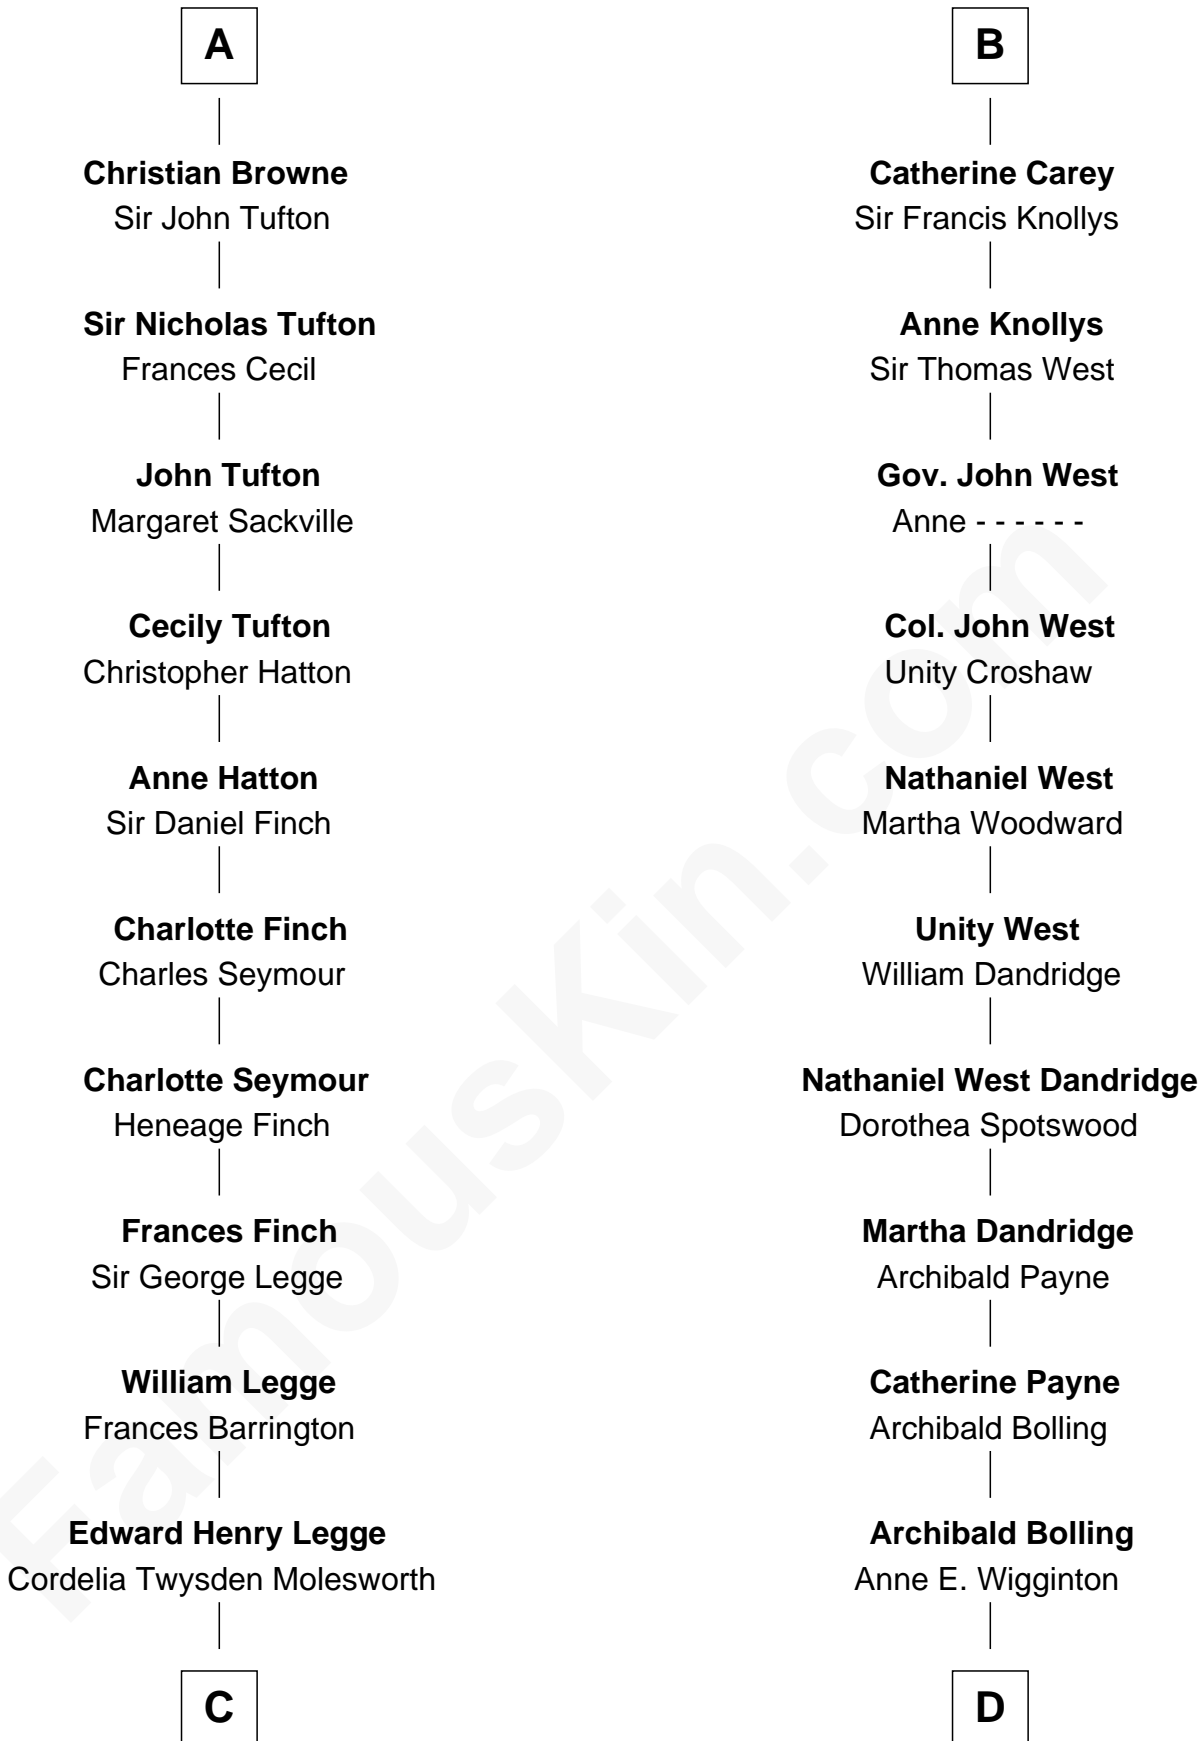 A
Christian Browne
Sir John Tufton
Sir Nicholas Tufton
Frances Cecil
John Tufton
Margaret Sackville
Cecily Tufton
Christopher Hatton
Anne Hatton
Sir Daniel Finch
Charlotte Finch
Charles Seymour
Charlotte Seymour
Heneage Finch
Frances Finch
Sir George Legge
William Legge
Frances Barrington
Edward Henry Legge
Cordelia Twysden Molesworth
C
B
Catherine Carey
Sir Francis Knollys
Anne Knollys
Sir Thomas West
Gov. John West
Anne - - - - - -
Col. John West
Unity Croshaw
Nathaniel West
Martha Woodward
Unity West
William Dandridge
Nathaniel West Dandridge
Dorothea Spotswood
Martha Dandridge
Archibald Payne
Catherine Payne
Archibald Bolling
Archibald Bolling
Anne E. Wigginton
D
FamousKin.com